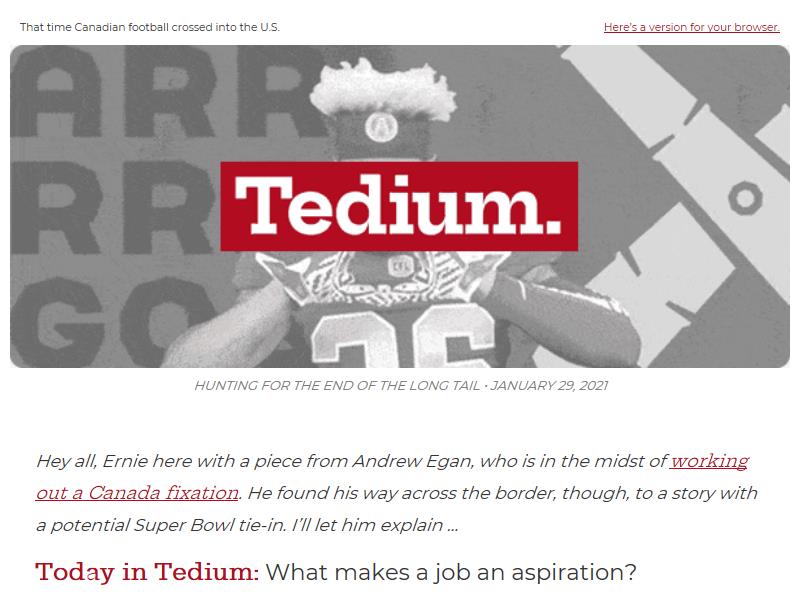 That time Canadian football crossed into the U.S.
Here's a version for your browser.
ARR
RR
GO
Tedium.
CFL
36
HUNTING FOR THE END OF THE LONG TAIL • JANUARY 29, 2021
Hey all, Ernie here with a piece from Andrew Egan, who is in the midst of working
out a Canada fixation. He found his way across the border, though, to a story with
a potential Super Bowl tie-in. I’ll let him explain …
Today in Tedium: What makes a job an aspiration?